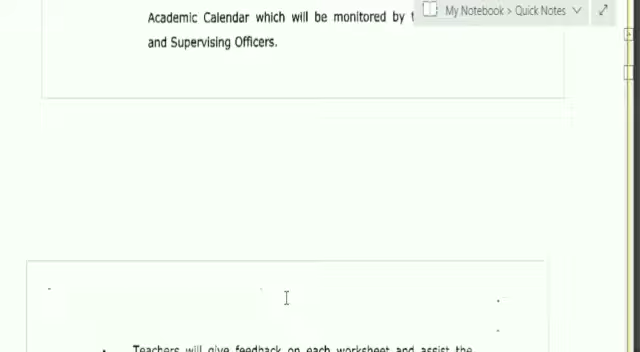 My Notebook > Quick Notes
Academic Calendar which will be monitored by
and Supervising Officers.
Teachers will give feedback on each worksheet and assist the